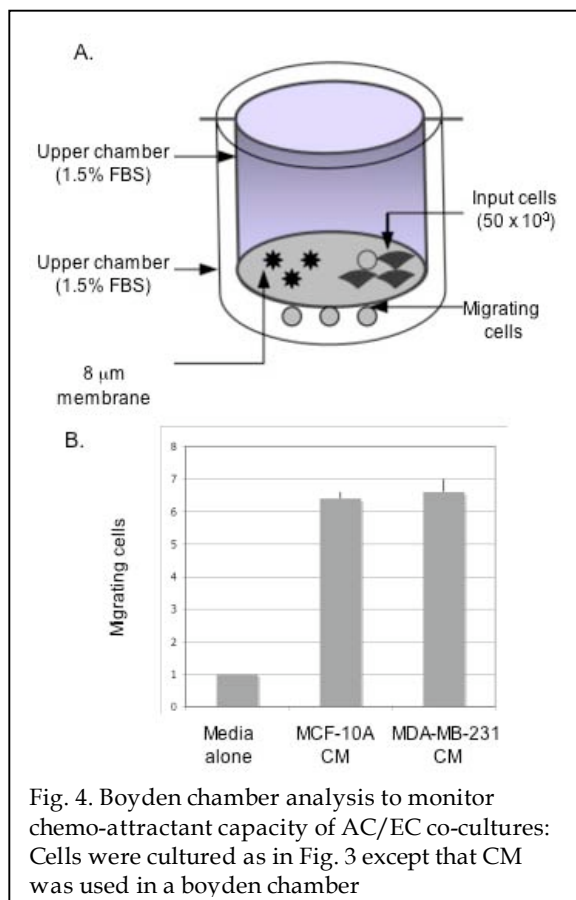 A.
Upper chamber
(1.5% FBS)
Input cells
(50 x 10³)
Upper chamber
(1.5% FBS)
Migrating
cells
8 μm
membrane
B.
Migrating cells
8
7
6
5
4
3
2
1
0
Media
alone
MCF-10A
CM
MDA-MB-231
CM
Fig. 4. Boyden chamber analysis to monitor
chemo-attractant capacity of AC/EC co-cultures:
Cells were cultured as in Fig. 3 except that CM
was used in a boyden chamber